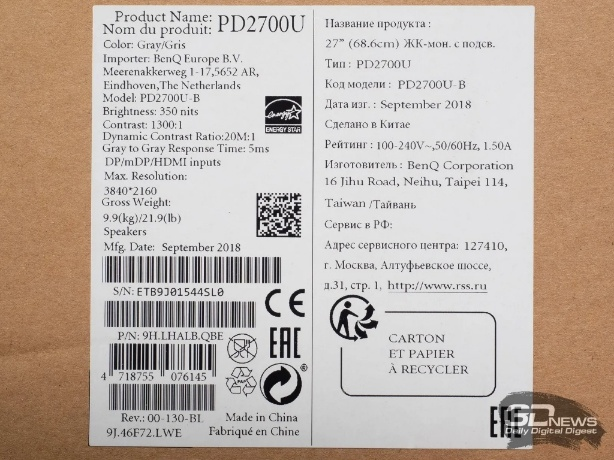 Product Name:
Nom du produit: PD2700U
Color: Gray/Gris
Importer: BenQ Europe B.V.
Meerenakkerweg 1-17,5652 AR,
Eindhoven,The Netherlands
Model: PD2700U-B
Brightness: 350 nits
Contrast: 1300:1
Dynamic Contrast Ratio:20M:1
Gray to Gray Response Time: 5ms
DP/mDP/HDMI inputs
Max. Resolution:
3840*2160
Gross Weight:
9.9(kg)/21.9(lb)
Speakers
Mfg. Date: September 2018
energy
ENERGY STAR
S/N: ETB9J01544SL0
P/N: 9H.LHALB.QBE
4 718755 076145
Rev.: 00-130-BL
9J.46F72.LWE
CE
EAC
Made in China
Fabriqué en Chine
Название продукта :
27” (68.6cm) ЖК-мон. с подсв.
Тип : PD2700U
Код модели : PD2700U-B
Дата изг. : September 2018
Сделано в Китае
Рейтинг : 100-240V~,50/60Hz, 1.50A
Изготовитель : BenQ Corporation
16 Jihu Road, Neihu, Taipei 114,
Taiwan /Тайвань
Сервис в РФ:
Адрес сервисного центра: 127410,
г. Москва, Алтуфьевское шоссе,
д.31, стр. 1, http://www.rss.ru
CARTON
ET PAPIER
À RECYCLER
EAC
3DNEWS
Daily Digital Digest